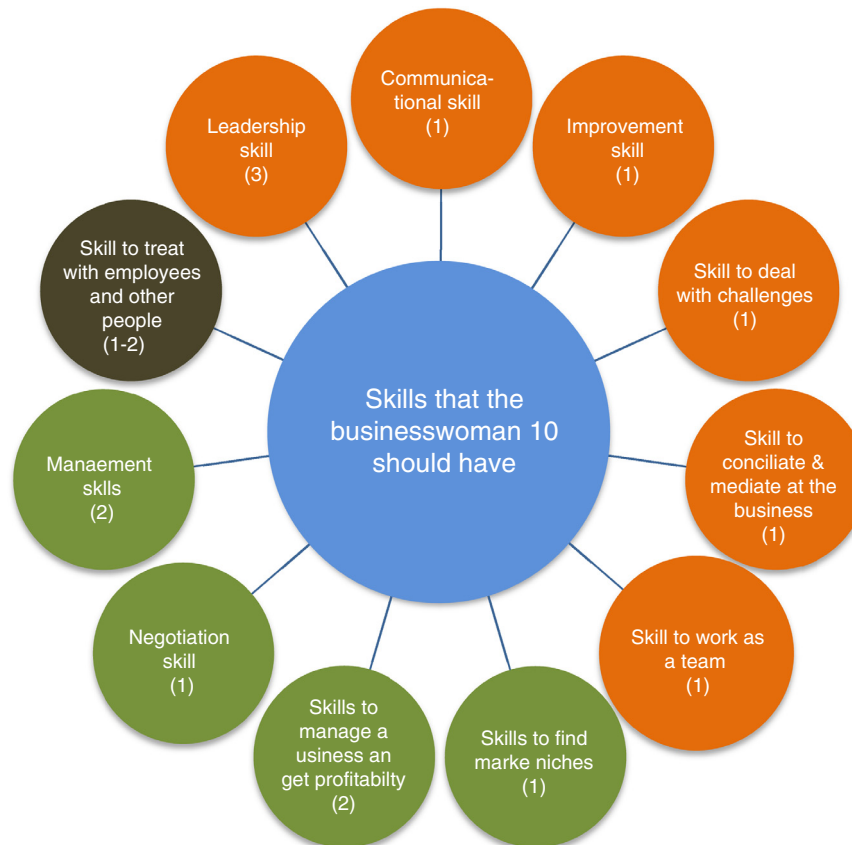 Communica-
tional skill
(1)
Improvement
skill
(1)
Skill to deal
with challenges
(1)
Skill to
conciliate &
mediate at the
business
(1)
Skill to work as
a team
(1)
Skills to find
marke niches
(1)
Skills to
manage a
usiness an
get profitabilty
(2)
Negotiation
skill
(1)
Manaement
sklls
(2)
Skill to treat
with employees
and other
people
(1-2)
Leadership
skill
(3)
Skills that the
businesswoman 10
should have